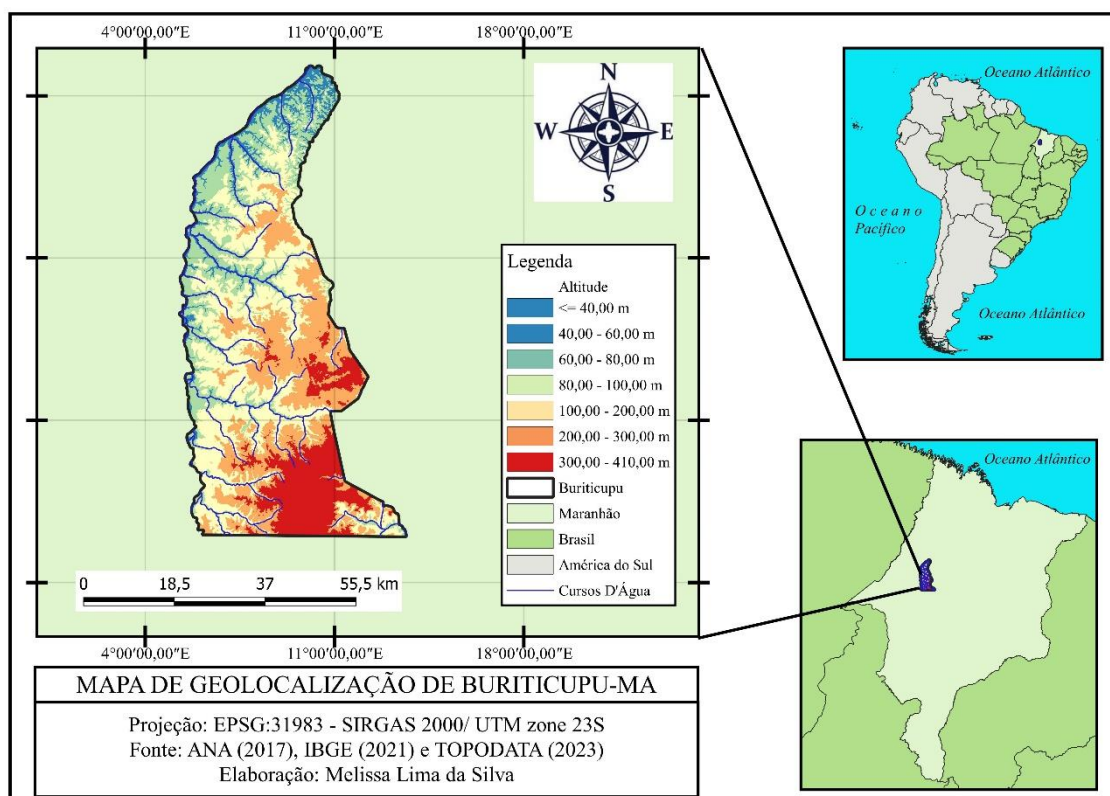 4°00'00,00"E
11°00'00,00"E
18°00'00,00"E
N
W
E
S
Legenda
Altitude
<= 40,00 m
40,00 - 60,00 m
60,00 - 80,00 m
80,00 - 100,00 m
100,00 - 200,00 m
200,00 - 300,00 m
300,00 - 410,00 m
Buriticupu
Maranhão
Brasil
América do Sul
Cursos D'Água
0 18,5 37 55,5 km
4°00'00,00"E
11°00'00,00"E
18°00'00,00"E
MAPA DE GEOLOCALIZAÇÃO DE BURITICUPU-MA
Projeção: EPSG:31983 - SIRGAS 2000/ UTM zone 23S
Fonte: ANA (2017), IBGE (2021) e TOPODATA (2023)
Elaboração: Melissa Lima da Silva
Oceano Atlântico
Oceano
Pacífico
Oceano Atlântico
Oceano Atlântico